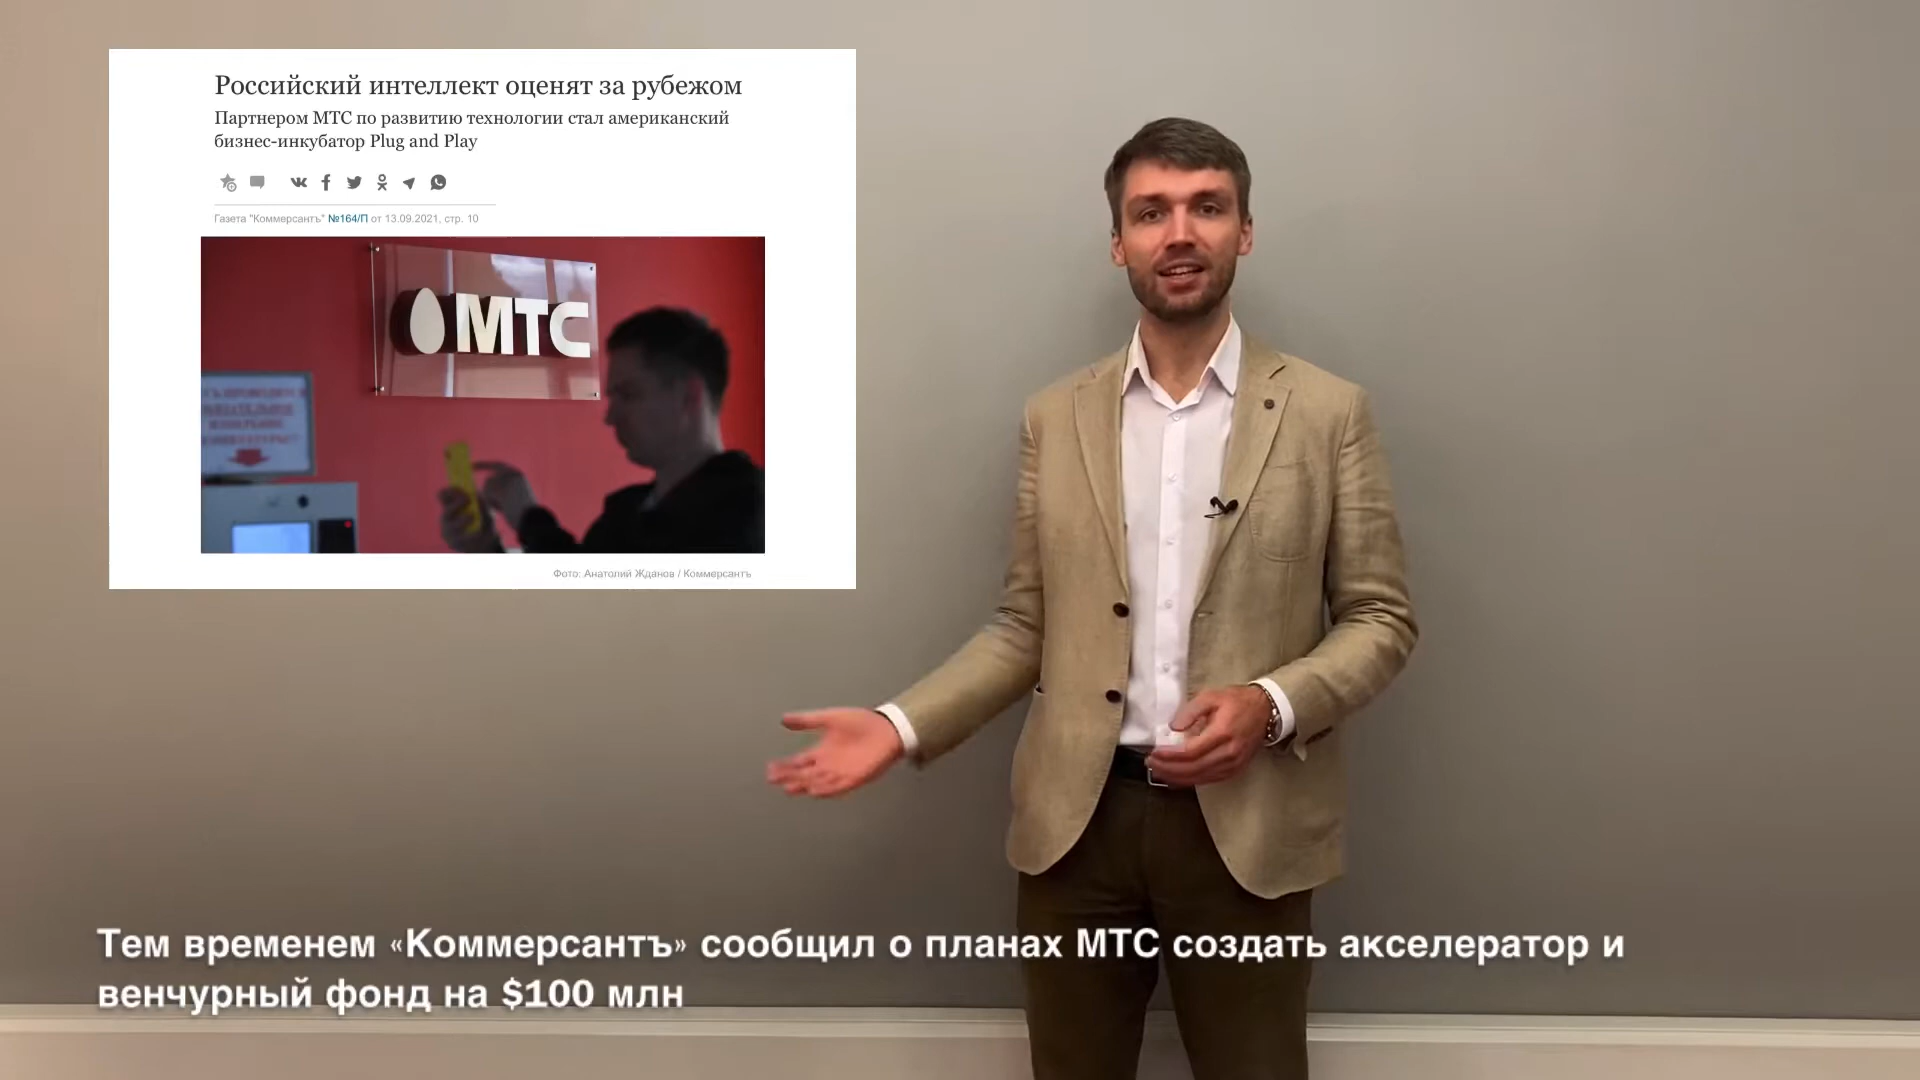 Российский интеллект оценят за рубежом
Партнером МТС по развитию технологии стал американский
бизнес-инкубатор Plug and Play
Газета "Коммерсантъ" №164/П от 13.09.2021, стр. 10
МТС
Фото: Анатолий Жданов / Коммерсантъ
Тем временем «Коммерсантъ» сообщил о планах МТС создать акселератор и
венчурный фонд на $100 млн